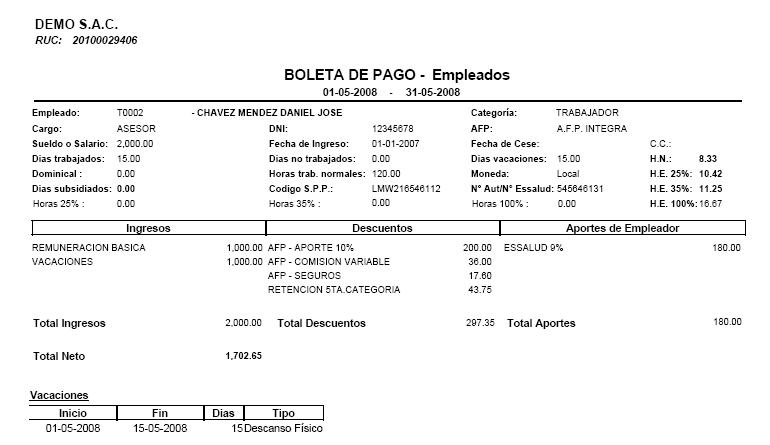 DEMO S.A.C.
RUC: 20100029406
BOLETA DE PAGO - Empleados
01-05-2008 - 31-05-2008
Empleado: T0002 - CHAVEZ MENDEZ DANIEL JOSE Categoría: TRABAJADOR
Cargo: ASESOR DNI: 12345678 AFP: A.F.P. INTEGRA
Sueldo o Salario: 2,000.00 Fecha de Ingreso: 01-01-2007 Fecha de Cese: C.C.:
Dias trabajados: 15.00 Dias no trabajados: 0.00 Dias vacaciones: 15.00 H.N.: 8.33
Dominical : 0.00 Horas trab. normales: 120.00 Moneda: Local H.E. 25%: 10.42
Dias subsidiados: 0.00 Codigo S.P.P.: LMW216546112 N° Aut/N° Essalud: 545646131 H.E. 35%: 11.25
Horas 25% : 0.00 Horas 35% : 0.00 Horas 100% : 0.00 H.E. 100%: 16.67
Ingresos Descuentos Aportes de Empleador
REMUNERACION BASICA 1,000.00 AFP - APORTE 10% 200.00 ESSALUD 9% 180.00
VACACIONES 1,000.00 AFP - COMISION VARIABLE 36.00
AFP - SEGUROS 17.60
RETENCION 5TA.CATEGORIA 43.75
Total Ingresos 2,000.00 Total Descuentos 297.35 Total Aportes 180.00
Total Neto 1,702.65
Vacaciones
Inicio Fin Dias Tipo
01-05-2008 15-05-2008 15 Descanso Físico